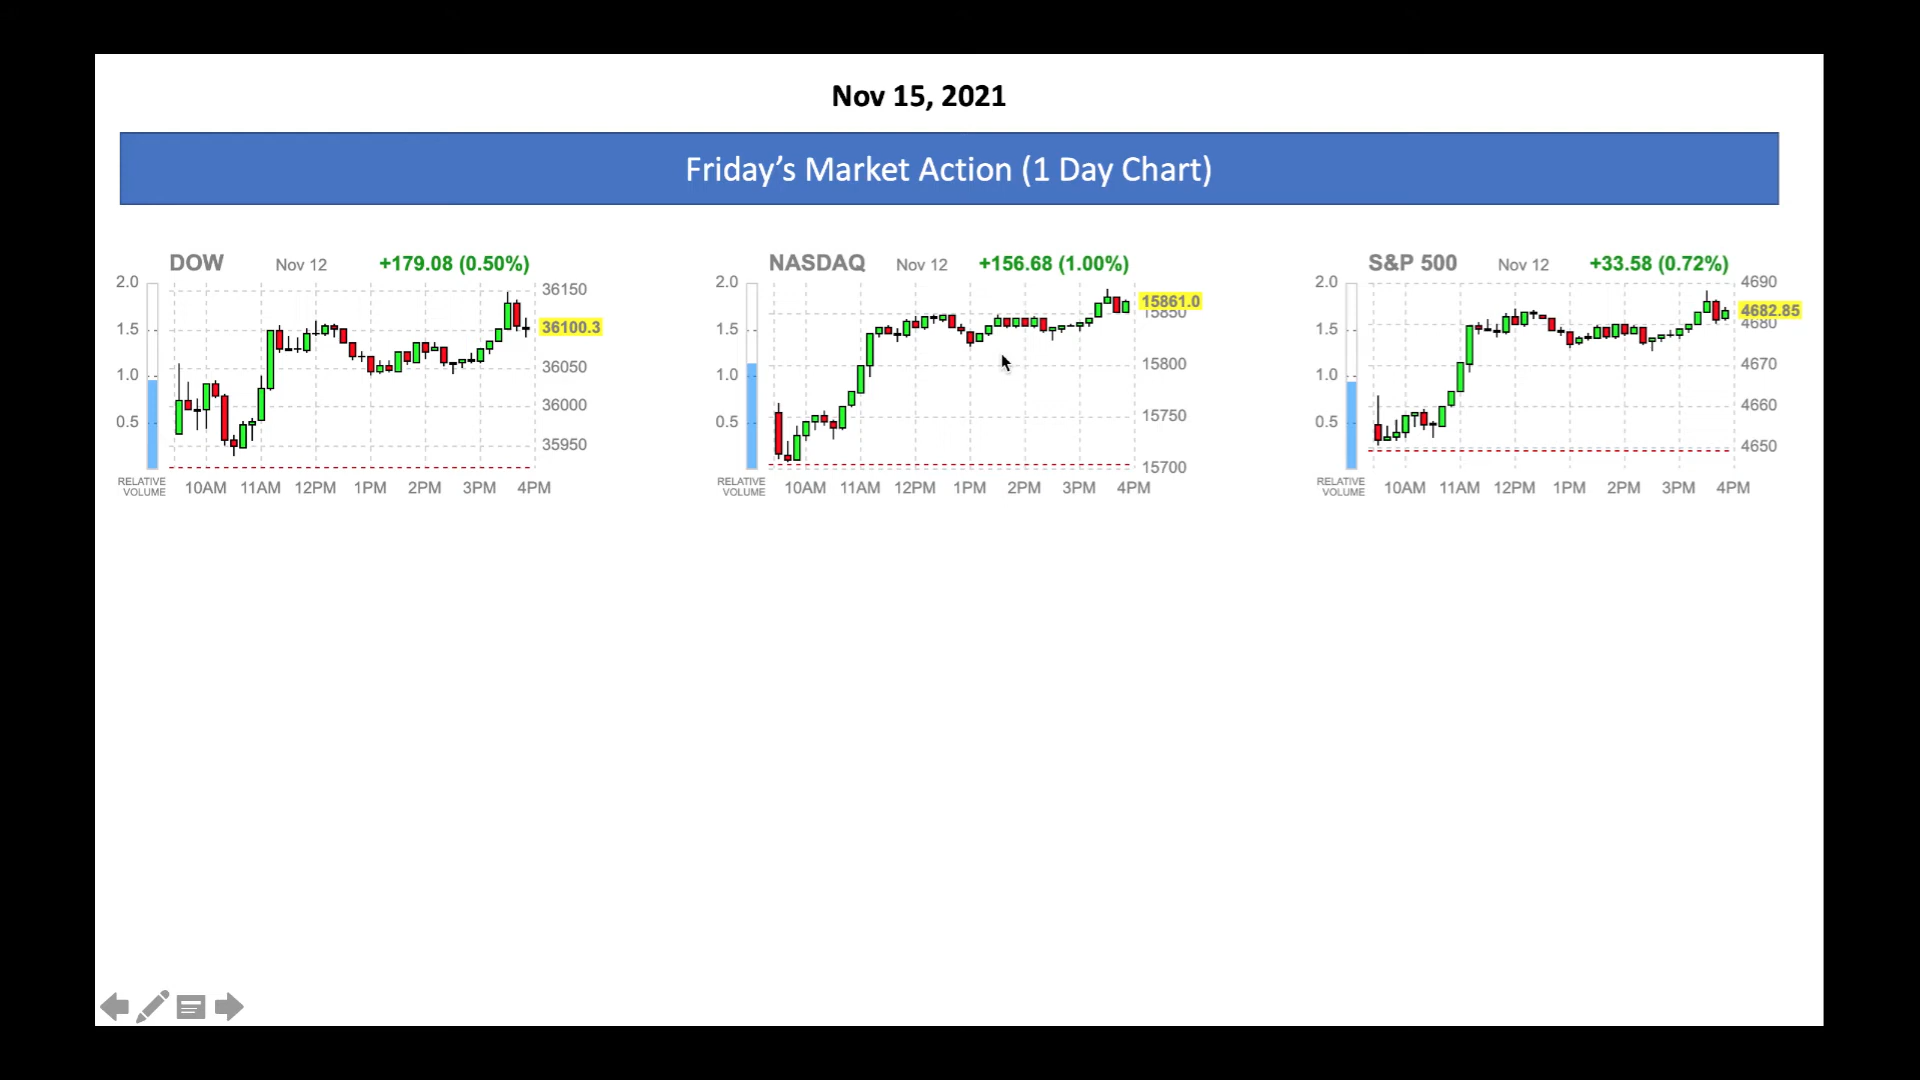 Nov 15, 2021
Friday's Market Action (1 Day Chart)
DOW Nov 12 +179.08 (0.50%)
2.0
1.5
1.0
0.5
RELATIVE
VOLUME
36150
36100.3
36050
36000
35950
10AM 11AM 12PM 1PM 2PM 3PM 4PM
NASDAQ Nov 12 +156.68 (1.00%)
2.0
1.5
1.0
0.5
RELATIVE
VOLUME
15861.0
15850
15800
15750
15700
10AM 11AM 12PM 1PM 2PM 3PM 4PM
S&P 500 Nov 12 +33.58 (0.72%)
2.0
1.5
1.0
0.5
RELATIVE
VOLUME
4690
4682.85
4680
4670
4660
4650
10AM 11AM 12PM 1PM 2PM 3PM 4PM